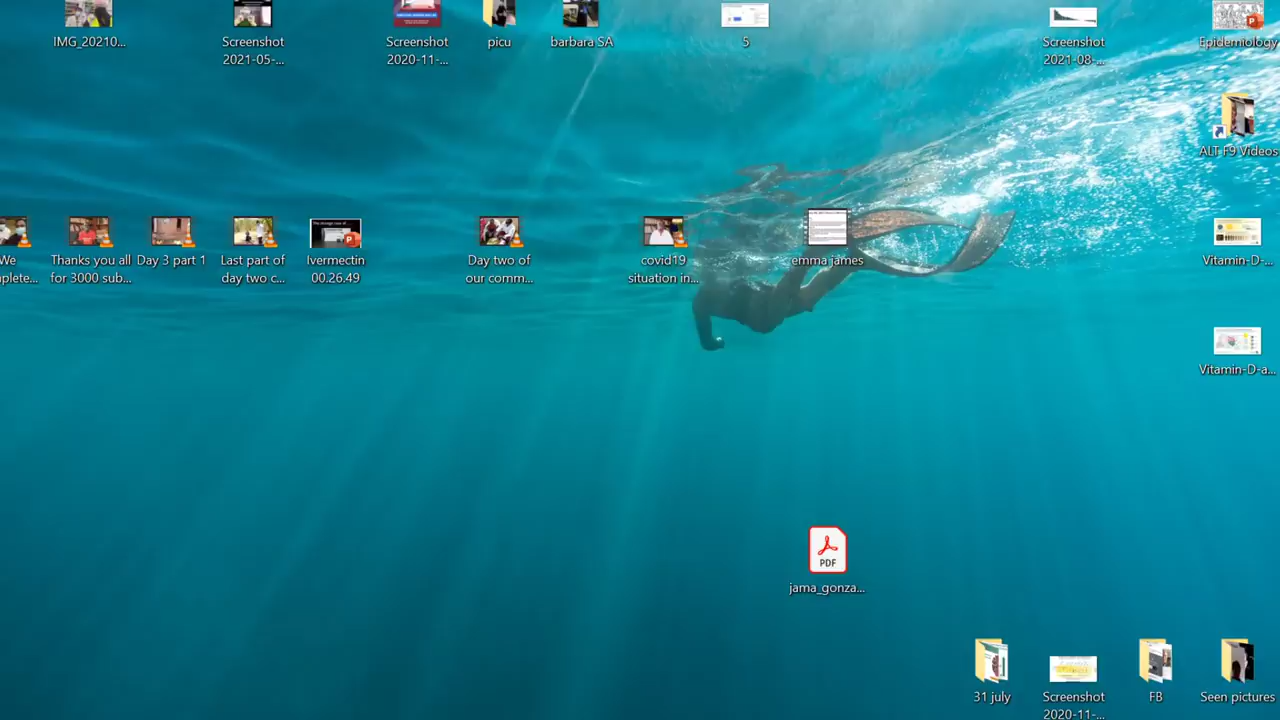 IMG_20210...
Screenshot
2021-05-...
Screenshot
2020-11-...
picu
barbara SA
5
Screenshot
2021-08-...
Epidemiology
ALT F9 Videos
We
plete...
Thanks you all
for 3000 sub...
Day 3 part 1
Last part of
day two c...
Ivermectin
00.26.49
Day two of
our comm...
covid19
situation in...
emma james
Vitamin-D-...
Vitamin-D-a...
PDF
jama_gonza...
31 july
Screenshot
2020-11-...
FB
Seen pictures